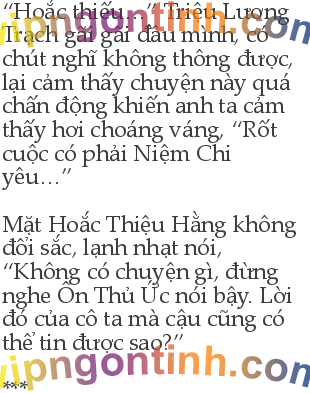 “Hoắc thiếu…” Triệu Lương
Trạch gãi gãi đầu mình, có
chút nghĩ không thông được,
lại cảm thấy chuyện này quá
chấn động khiến anh ta cảm
thấy hơi choáng váng, “Rốt
cuộc có phải Niệm Chi
yêu…”
Mặt Hoắc Thiệu Hằng không
đổi sắc, lạnh nhạt nói,
“Không có chuyện gì, đừng
nghe Ôn Thủ Ức nói bậy. Lời
đó của cô ta mà cậu cũng có
thể tin được sao?”
vipngontinh.com
***